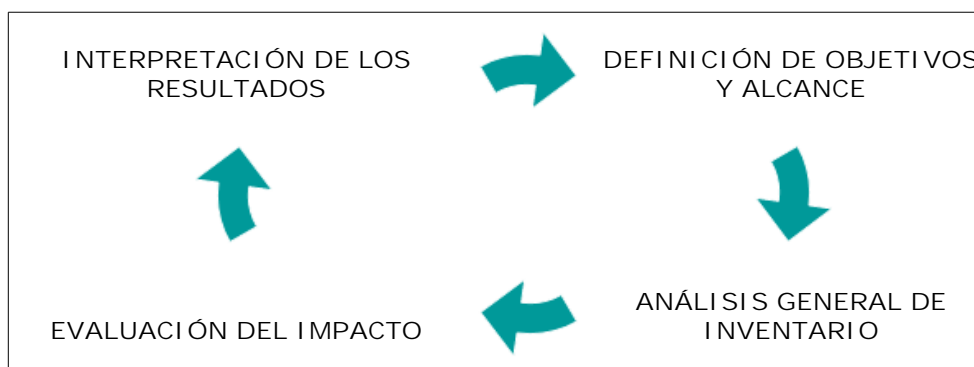 INTERPRETACIÓN DE LOS
RESULTADOS
DEFINICIÓN DE OBJETIVOS
Y ALCANCE
EVALUACIÓN DEL IMPACTO
ANÁLISIS GENERAL DE
INVENTARIO